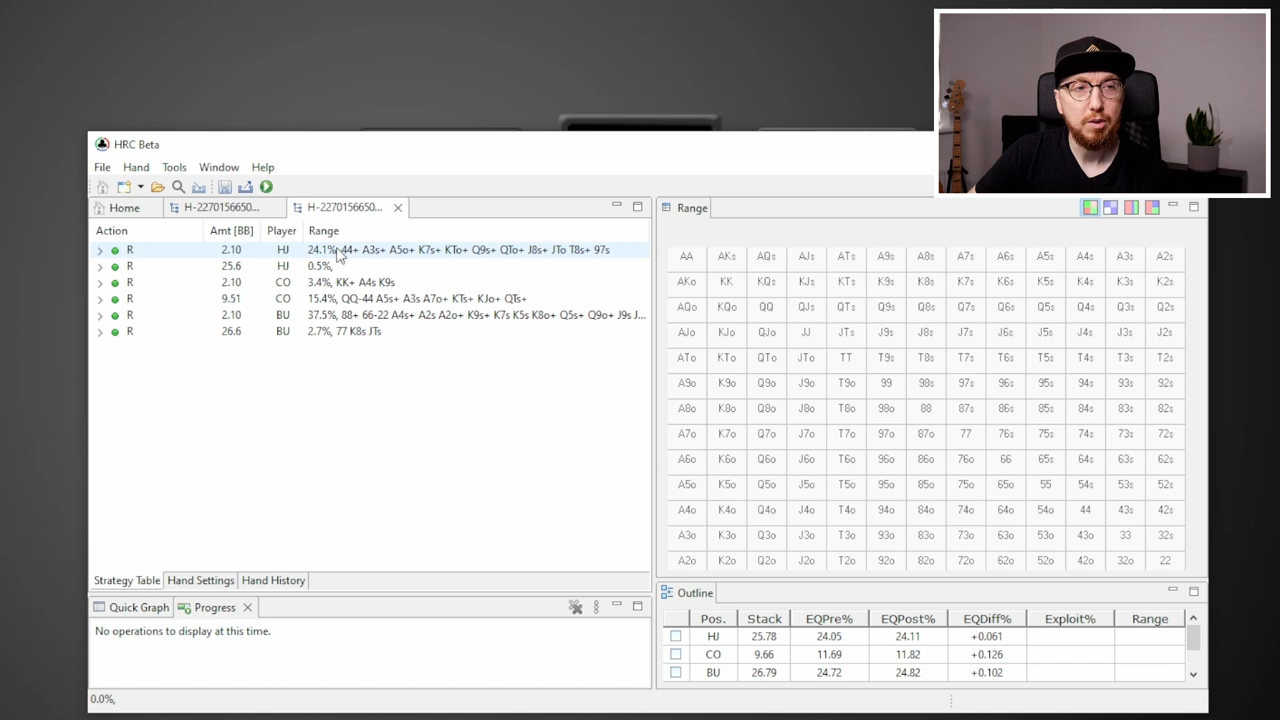 HRC Beta
File Hand Tools Window Help
Home H-2270156650... H-2270156650...
Action Amt [BB] Player Range
R 2.10 HJ 24.1%, 44+ A3s+ A5o+ K7s+ KTo+ Q9s+ QTo+ J8s+ JTo T8s+ 97s
R 25.6 HJ 0.5%,
R 2.10 CO 3.4%, KK+ A4s K9s
R 9.51 CO 15.4%, QQ-44 A5s+ A3s A7o+ KTs+ KJo+ QTs+
R 2.10 BU 37.5%, 88+ 66-22 A4s+ A2s A2o+ K9s+ K7s K5s K8o+ Q5s+ Q9o+ J9s J...
R 26.6 BU 2.7%, 77 K8s JTs
Strategy Table Hand Settings Hand History
Quick Graph Progress
No operations to display at this time.
0.0%,
Range
AA AKs AQs AJs ATs A9s A8s A7s A6s A5s A4s A3s A2s
AKo KK KQs KJs KTs K9s K8s K7s K6s K5s K4s K3s K2s
AQo KQo QQ QJs QTs Q9s Q8s Q7s Q6s Q5s Q4s Q3s Q2s
AJo KJo QJo JJ JTs J9s J8s J7s J6s J5s J4s J3s J2s
ATo KTo QTo JTo TT T9s T8s T7s T6s T5s T4s T3s T2s
A9o K9o Q9o J9o T9o 99 98s 97s 96s 95s 94s 93s 92s
A8o K8o Q8o J8o T8o 98o 88 87s 86s 85s 84s 83s 82s
A7o K7o Q7o J7o T7o 97o 87o 77 76s 75s 74s 73s 72s
A6o K6o Q6o J6o T6o 96o 86o 76o 66 65s 64s 63s 62s
A5o K5o Q5o J5o T5o 95o 85o 75o 65o 55 54s 53s 52s
A4o K4o Q4o J4o T4o 94o 84o 74o 64o 54o 44 43s 42s
A3o K3o Q3o J3o T3o 93o 83o 73o 63o 53o 43o 33 32s
A2o K2o Q2o J2o T2o 92o 82o 72o 62o 52o 42o 32o 22
Outline
Pos. Stack EQPre% EQPost% EQDiff% Exploit% Range
HJ 25.78 24.05 24.11 +0.061
CO 9.66 11.69 11.82 +0.126
BU 26.79 24.72 24.82 +0.102